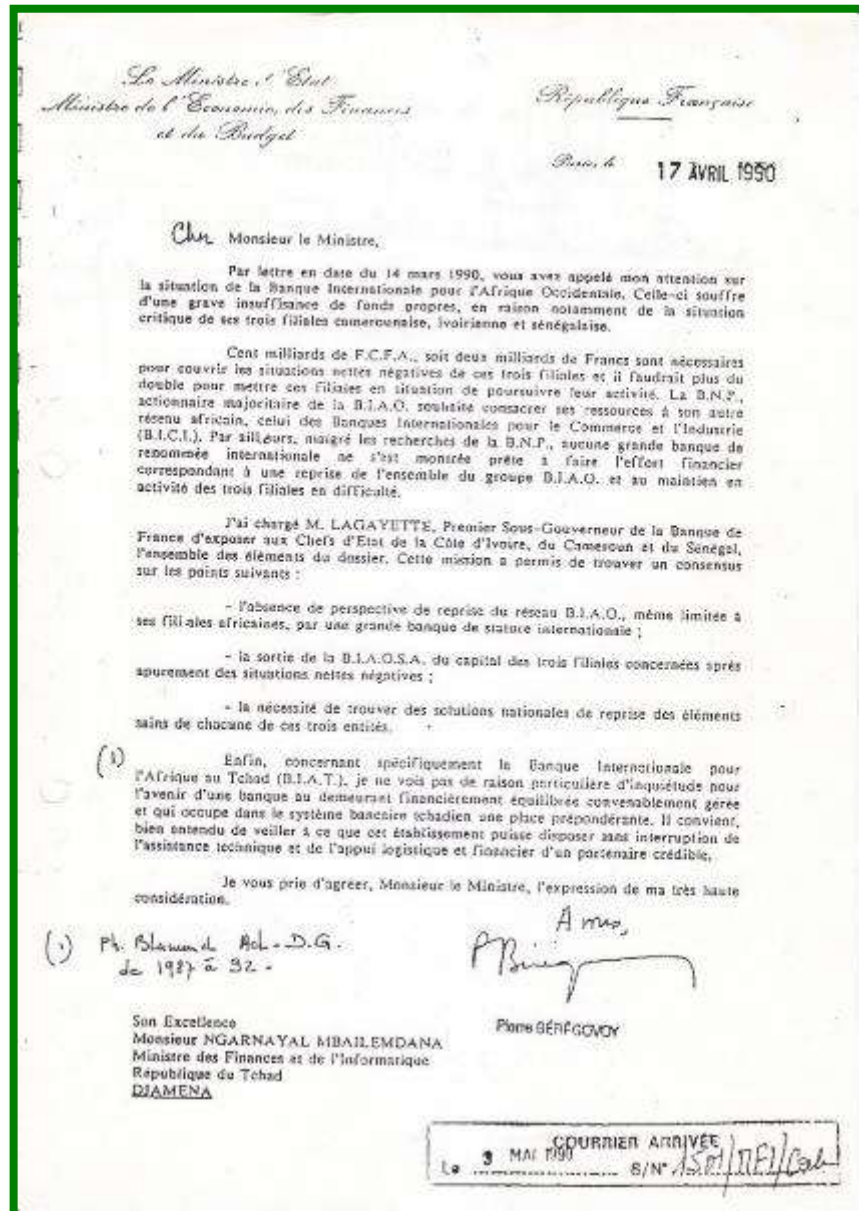 Le Ministre d'Etat
Ministre de l'Economie, des Finances
et du Budget
République Française
Paris, le 17 AVRIL 1990
Cher Monsieur le Ministre,
Par lettre en date du 14 mars 1990, vous avez appelé mon attention sur
la situation de la Banque Internationale pour l'Afrique Occidentale. Celle-ci souffre
d'une grave insuffisance de fonds propres, en raison notamment de la situation
critique de ses trois filiales camerounaise, ivoirienne et sénégalaise.
Cent milliards de F.C.F.A., soit deux milliards de Francs sont nécessaires
pour couvrir les situations nettes négatives de ces trois filiales et il faudrait plus du
double pour mettre ces filiales en situation de poursuivre leur activité. La B.N.P.,
actionnaire majoritaire de la B.I.A.O. souhaite consacrer ses ressources à son autre
réseau africain, celui des Banques Internationales pour le Commerce et l'Industrie
(B.I.C.I.). Par ailleurs, malgré les recherches de la B.N.P., aucune grande banque de
renommée internationale ne s'est montrée prête à faire l'effort financier
correspondant à une reprise de l'ensemble du groupe B.I.A.O. et au maintien en
activité des trois filiales en difficulté.
J'ai chargé M. LAGAYETTE, Premier Sous-Gouverneur de la Banque de
France d'exposer aux Chefs d'Etat de la Côte d'Ivoire, du Cameroun et du Sénégal,
l'ensemble des éléments du dossier. Cette mission a permis de trouver un consensus
sur les points suivants :
- l'absence de perspective de reprise du réseau B.I.A.O., même limitée à
ses filiales africaines, par une grande banque de stature internationale ;
- la sortie de la B.I.A.O.S.A. du capital des trois filiales concernées après
apurement des situations nettes négatives ;
- la nécessité de trouver des solutions nationales de reprise des éléments
sains de chacune de ces trois entités.
(1) Enfin, concernant spécifiquement la Banque Internationale pour
l'Afrique au Tchad (B.I.A.T.), je ne vois pas de raison particulière d'inquiétude pour
l'avenir d'une banque au demeurant financièrement équilibrée convenablement gérée
et qui occupe dans le système bancaire tchadien une place prépondérante. Il convient,
bien entendu de veiller à ce que cet établissement puisse disposer sans interruption de
l'assistance technique et de l'appui logistique et financier d'un partenaire crédible.
Je vous prie d'agréer, Monsieur le Ministre, l'expression de ma très haute
considération.
A vous,
(1) Ph. D.G.
de 1987 à 92 -
Pierre BÉRÉGOVOY
Son Excellence
Monsieur NGARNAYAL MBAILEMDANA
Ministre des Finances et de l'Informatique
République du Tchad
DJAMENA
COURRIER ARRIVÉE
Le 3 MAI 1990 S/N° 1501/MFI/Cab